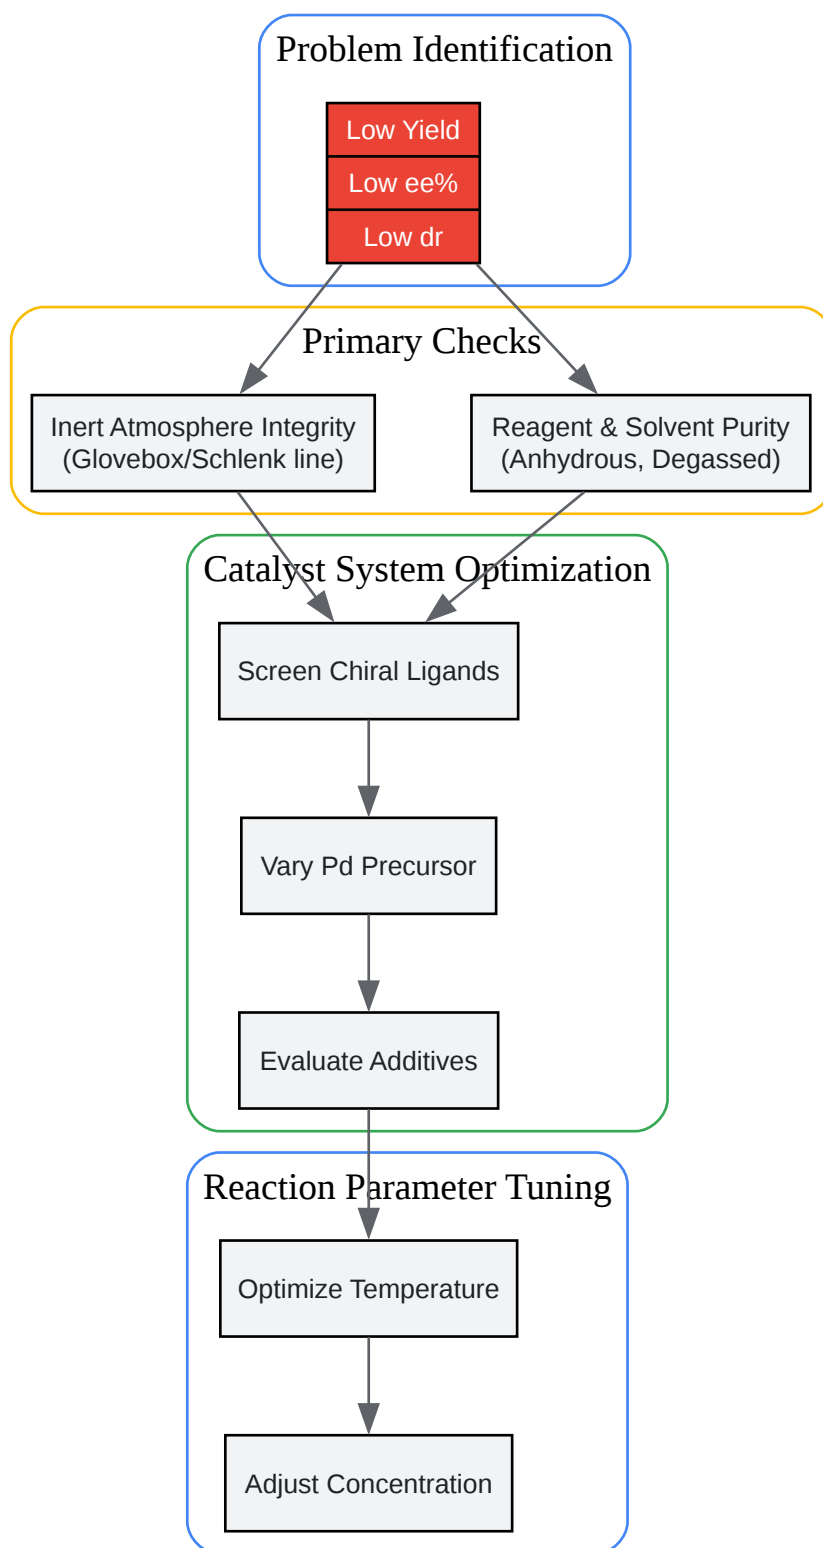 Problem Identification
Low Yield
Low ee%
Low dr
Primary Checks
Inert Atmosphere Integrity
(Glovebox/Schlenk line)
Reagent & Solvent Purity
(Anhydrous, Degassed)
Catalyst System Optimization
Screen Chiral Ligands
Vary Pd Precursor
Evaluate Additives
Reaction Parameter Tuning
Optimize Temperature
Adjust Concentration